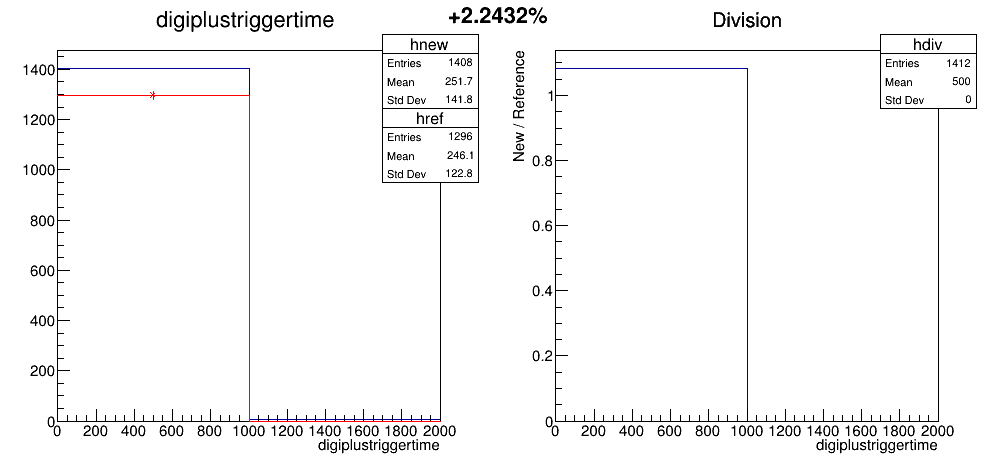 +2.2432%
digiplustriggertime
hnew
Entries 1408
Mean 251.7
Std Dev 141.8
href
Entries 1296
Mean 246.1
Std Dev 122.8
1400
1200
1000
800
600
400
200
0
0 200 400 600 800 1000 1200 1400 1600 1800 2000
digiplustriggertime
Division
hdiv
Entries 1412
Mean 500
Std Dev 0
New / Reference
1
0.8
0.6
0.4
0.2
0
0 200 400 600 800 1000 1200 1400 1600 1800 2000
digiplustriggertime